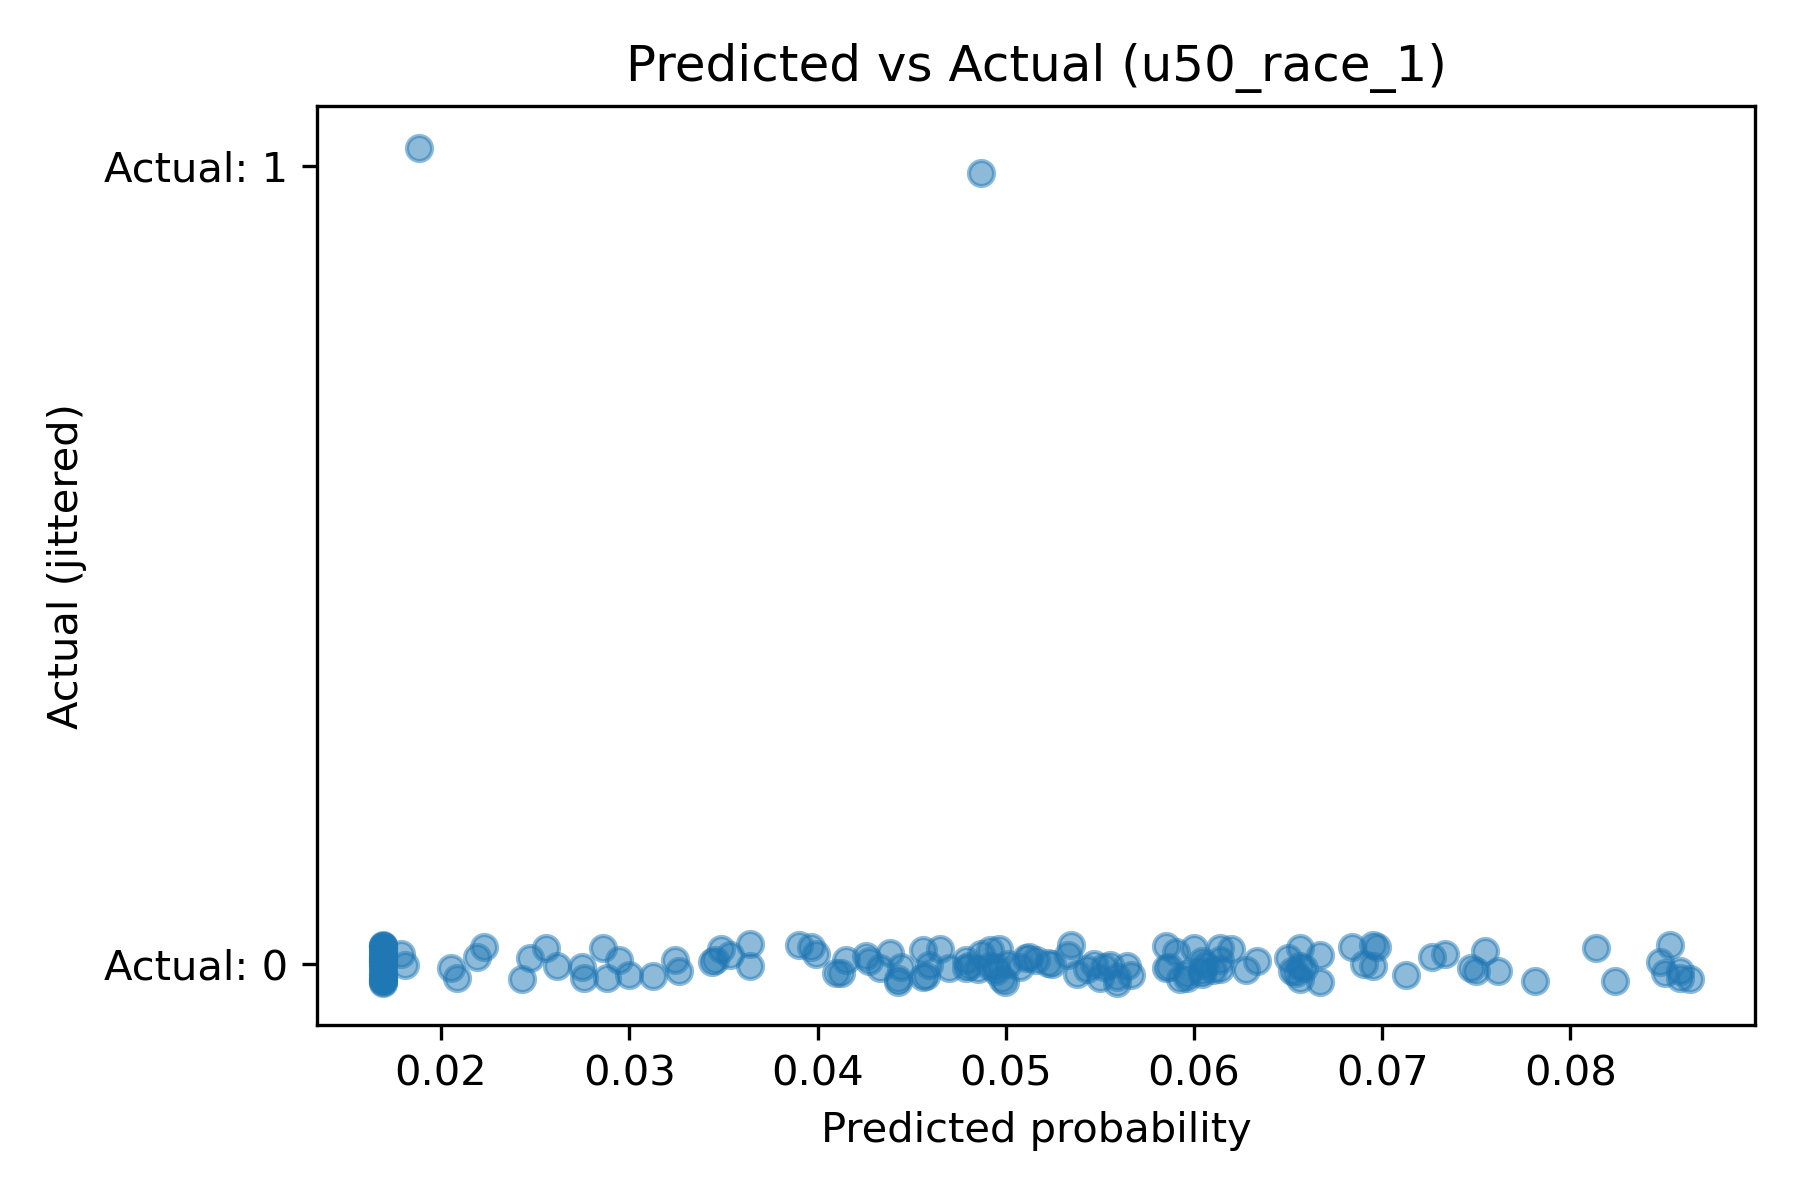 Predicted vs Actual (u50_race_1)
Actual: 1
Actual (jittered)
Actual: 0
0.02 0.03 0.04 0.05 0.06 0.07 0.08
Predicted probability